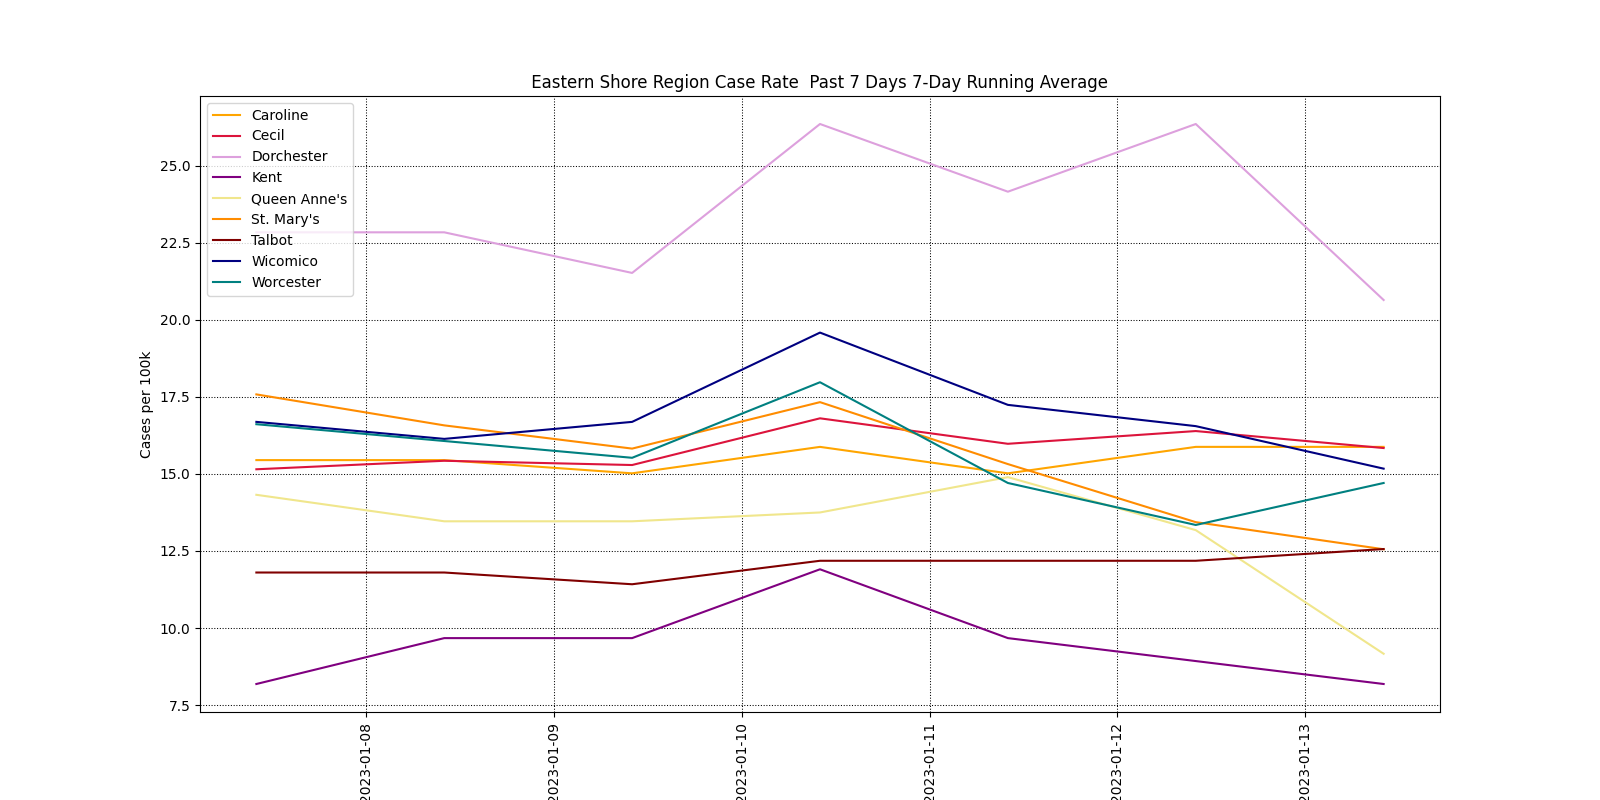 Eastern Shore Region Case Rate  Past 7 Days 7-Day Running Average
Caroline
Cecil
Dorchester
Kent
Queen Anne's
St. Mary's
Talbot
Wicomico
Worcester
Cases per 100k
25.0
22.5
20.0
17.5
15.0
12.5
10.0
7.5
2023-01-08
2023-01-09
2023-01-10
2023-01-11
2023-01-12
2023-01-13